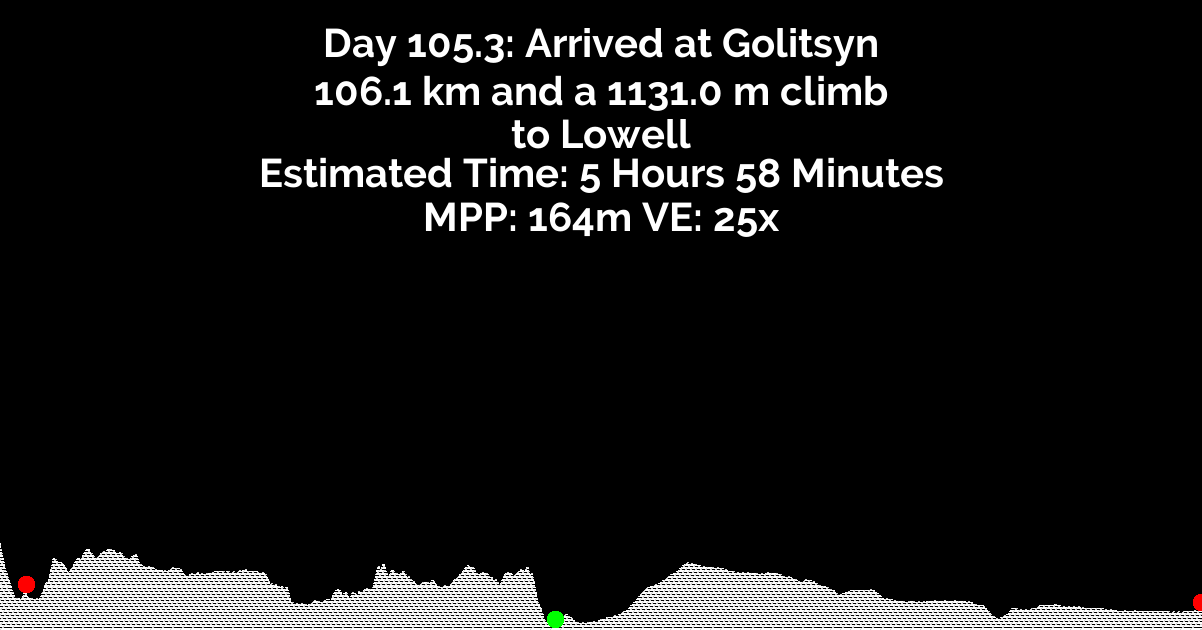 Day 105.3: Arrived at Golitsyn
106.1 km and a 1131.0 m climb
to Lowell
Estimated Time: 5 Hours 58 Minutes
MPP: 164m VE: 25x